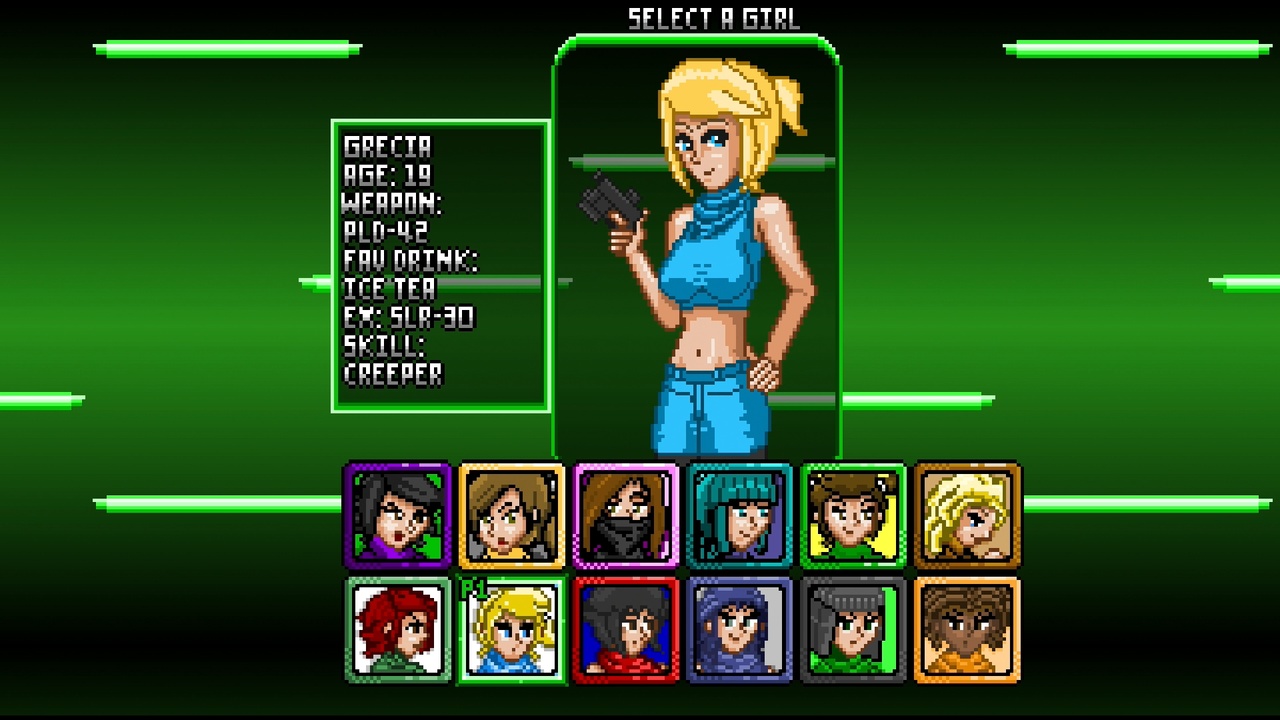 SELECT A GIRL
GRECIA
AGE: 19
WEAPON:
PLD-42
FAV DRINK:
ICE TEA
EX: SLR-30
SKILL:
CREEPER
P1